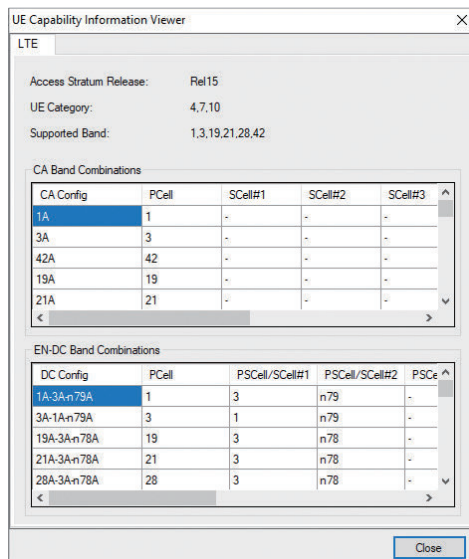 UE Capability Information Viewer
LTE
Access Stratum Release: Rel15
UE Category: 4,7,10
Supported Band: 1,3,19,21,28,42
CA Band Combinations
CA Config PCell SCell#1 SCell#2 SCell#3
1A 1 - - -
3A 3 - - -
42A 42 - - -
19A 19 - - -
21A 21 - - -
EN-DC Band Combinations
DC Config PCell PSCell/SCell#1 PSCell/SCell#2 PSCe
1A-3A-n79A 1 3 n79 -
3A-1A-n79A 3 1 n79 -
19A-3A-n78A 19 3 n78 -
21A-3A-n78A 21 3 n78 -
28A-3A-n78A 28 3 n78 -
Close